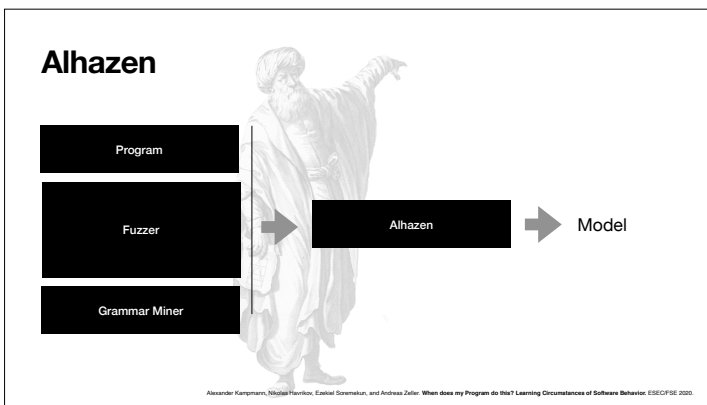 Alhazen
Program
Fuzzer
Grammar Miner
Alhazen
Model
Alexander Kampmann, Nikolas Havrikov, Ezekiel Soremekun, and Andreas Zeller. When does my Program do this? Learning Circumstances of Software Behavior. ESEC/FSE 2020.